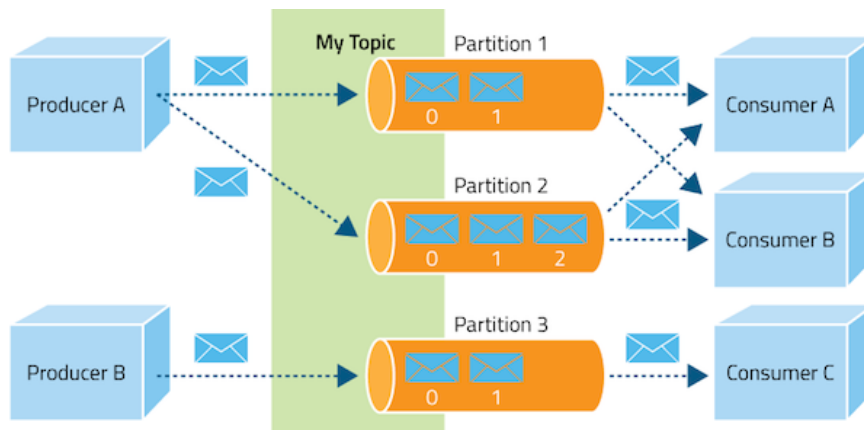 My Topic
Partition 1
Producer A
0 1
Consumer A
Partition 2
0 1 2
Consumer B
Partition 3
Producer B
0 1
Consumer C